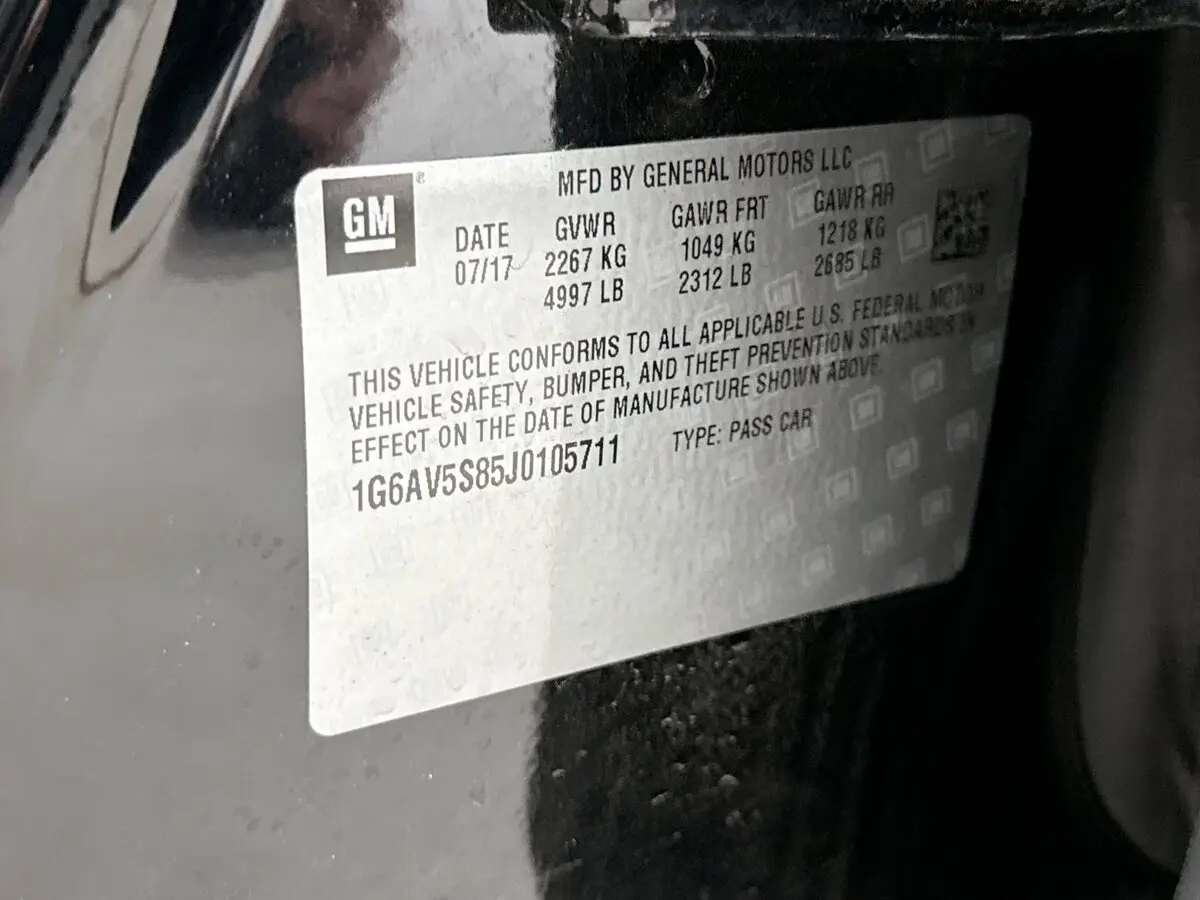 GM
MFD BY GENERAL MOTORS LLC
DATE GVWR GAWR FRT GAWR RR
07/17 2267 KG 1049 KG 1218 KG
4997 LB 2312 LB 2685 LB
THIS VEHICLE CONFORMS TO ALL APPLICABLE U.S. FEDERAL MOTOR
VEHICLE SAFETY, BUMPER, AND THEFT PREVENTION STANDARDS IN
EFFECT ON THE DATE OF MANUFACTURE SHOWN ABOVE.
1G6AV5S85J0105711 TYPE: PASS CAR